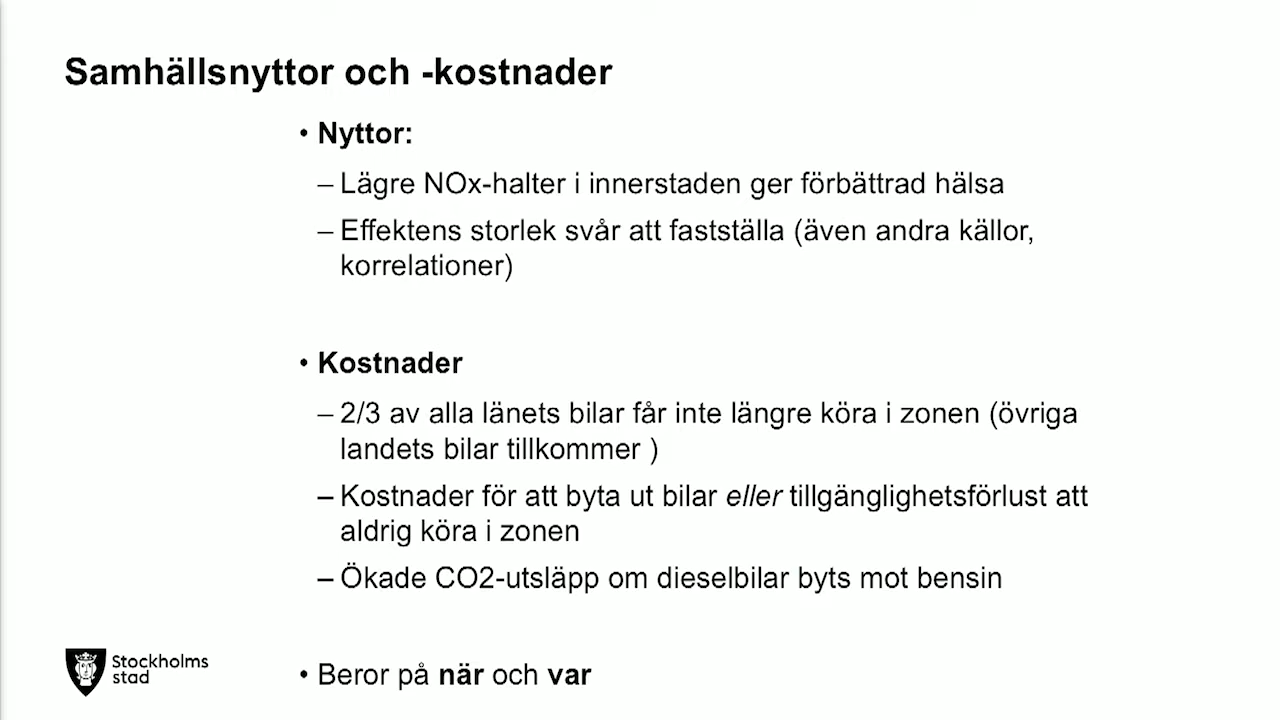 Samhällsnyttor och -kostnader
• Nyttor:
– Lägre NOx-halter i innerstaden ger förbättrad hälsa
– Effektens storlek svår att fastställa (även andra källor,
korrelationer)
• Kostnader
– 2/3 av alla länets bilar får inte längre köra i zonen (övriga
landets bilar tillkommer )
– Kostnader för att byta ut bilar eller tillgänglighetsförlust att
aldrig köra i zonen
– Ökade CO2-utsläpp om dieselbilar byts mot bensin
• Beror på när och var
Stockholms
stad